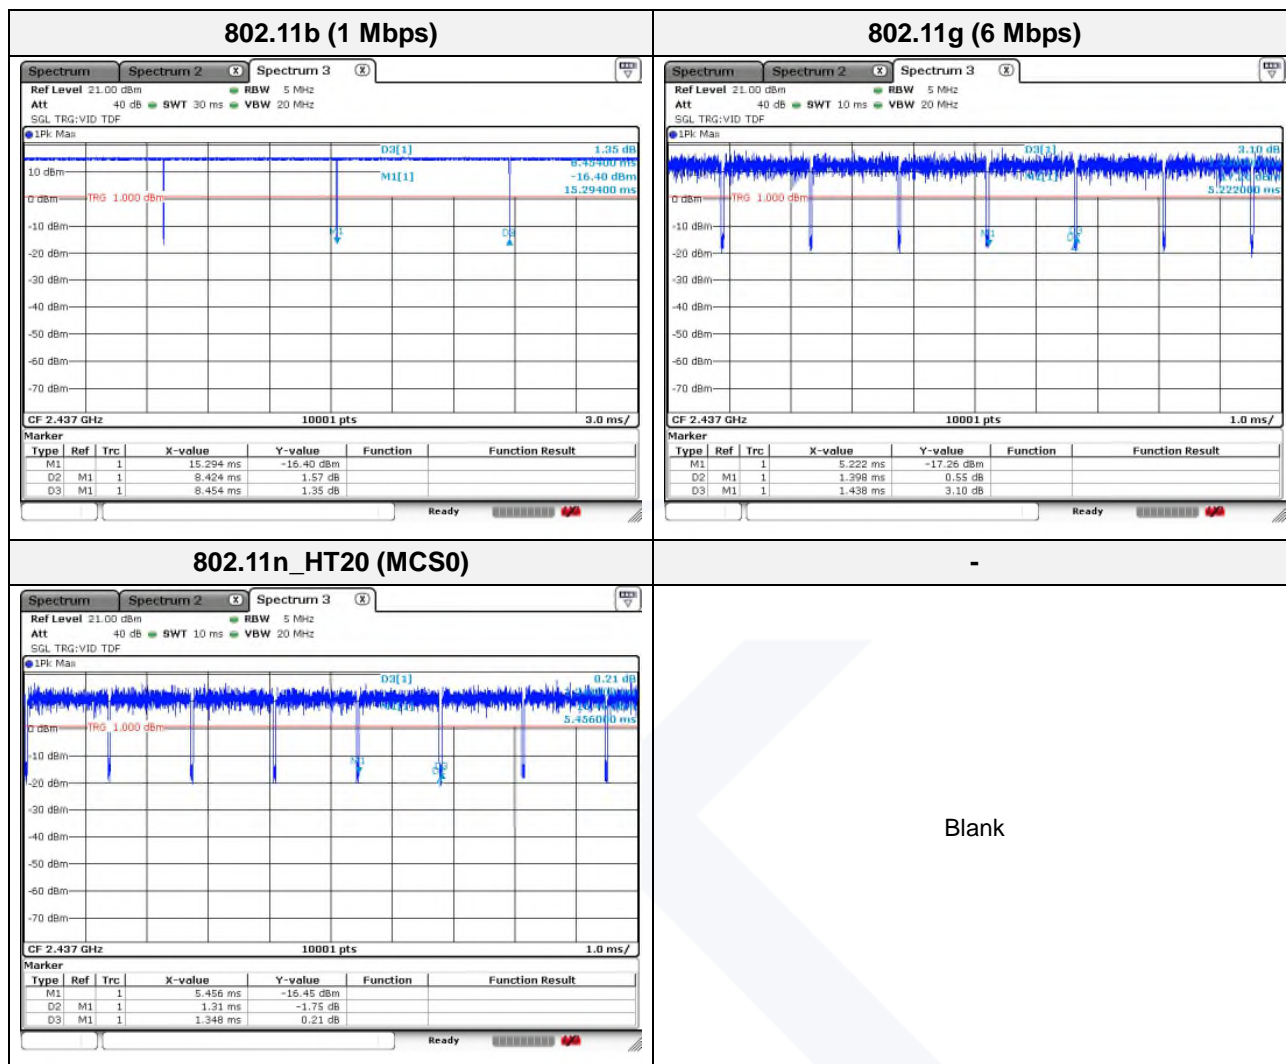 802.11b (1 Mbps)
Spectrum Spectrum 2 X Spectrum 3 X
Ref Level 21.00 dBm RBW 5 MHz
Att 40 dB SWT 30 ms VBW 20 MHz
SGL TRG:VID TDF
1Pk Max
D3[1] 1.35 dB
8.45400 ms
10 dBm
M1[1] -16.40 dBm
15.29400 ms
0 dBm TRG 1.000 dBm
-10 dBm
M1 D3
-20 dBm
-30 dBm
-40 dBm
-50 dBm
-60 dBm
-70 dBm
CF 2.437 GHz 10001 pts 3.0 ms/
Marker
Type Ref Trc X-value Y-value Function Function Result
M1 1 15.294 ms -16.40 dBm
D2 M1 1 8.424 ms 1.57 dB
D3 M1 1 8.454 ms 1.35 dB
Ready
802.11g (6 Mbps)
Spectrum Spectrum 2 X Spectrum 3 X
Ref Level 21.00 dBm RBW 5 MHz
Att 40 dB SWT 10 ms VBW 20 MHz
SGL TRG:VID TDF
1Pk Max
D3[1] 3.10 dB
5.222000 ms
0 dBm TRG 1.000 dBm
-10 dBm
M1 D3
-20 dBm
-30 dBm
-40 dBm
-50 dBm
-60 dBm
-70 dBm
CF 2.437 GHz 10001 pts 1.0 ms/
Marker
Type Ref Trc X-value Y-value Function Function Result
M1 1 5.222 ms -17.26 dBm
D2 M1 1 1.398 ms 0.55 dB
D3 M1 1 1.438 ms 3.10 dB
Ready
802.11n_HT20 (MCS0)
Spectrum Spectrum 2 X Spectrum 3 X
Ref Level 21.00 dBm RBW 5 MHz
Att 40 dB SWT 10 ms VBW 20 MHz
SGL TRG:VID TDF
1Pk Max
D3[1] 0.21 dB
5.456000 ms
0 dBm TRG 1.000 dBm
-10 dBm
M1 D3
-20 dBm
-30 dBm
-40 dBm
-50 dBm
-60 dBm
-70 dBm
CF 2.437 GHz 10001 pts 1.0 ms/
Marker
Type Ref Trc X-value Y-value Function Function Result
M1 1 5.456 ms -16.45 dBm
D2 M1 1 1.31 ms -1.75 dB
D3 M1 1 1.348 ms 0.21 dB
Ready
-
Blank